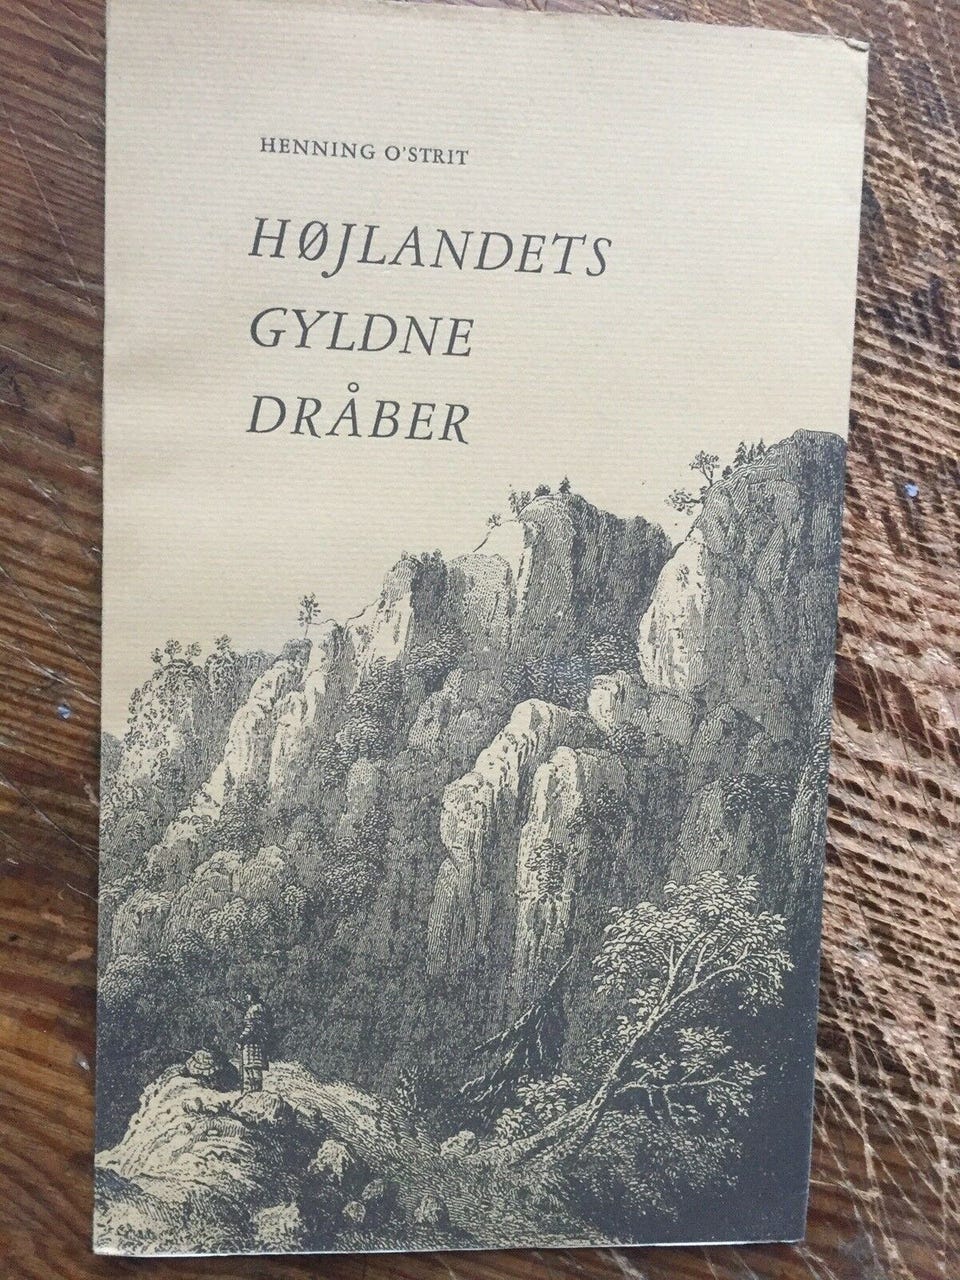 HENNING O'STRIT
HØJLANDETS
GYLDNE
DRÅBER